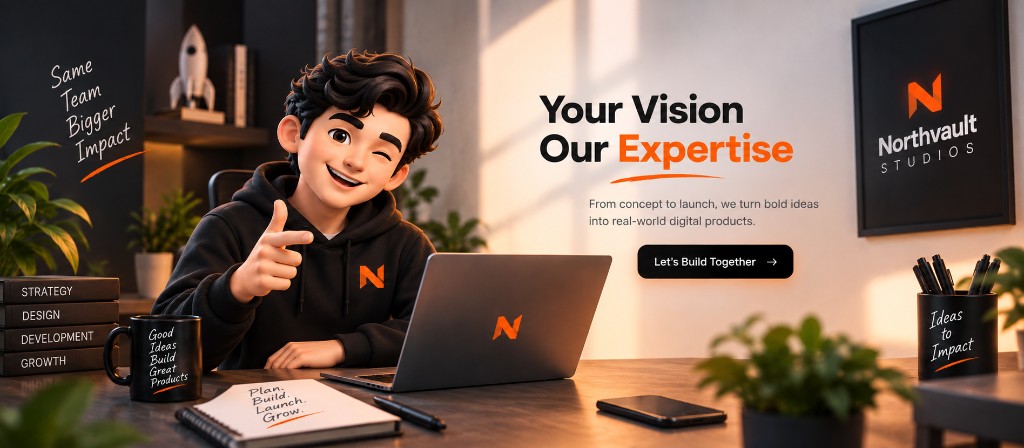 Same
Team
Bigger
Impact
STRATEGY
DESIGN
DEVELOPMENT
GROWTH
Good
Ideas
Build
Great
Products
Plan.
Build.
Launch.
Grow.
Your Vision
Our Expertise
From concept to launch, we turn bold ideas
into real-world digital products.
Let's Build Together →
N
Northvault
STUDIOS
Ideas
to
Impact
N
N